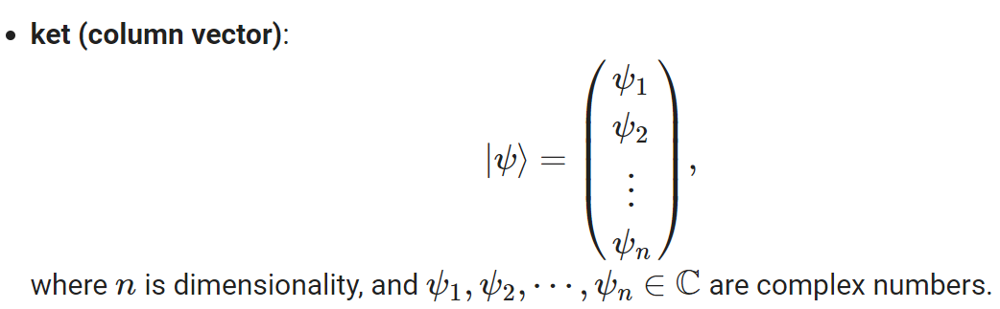 • ket (column vector):
|ψ⟩ = (ψ₁
ψ₂
⋮
ψₙ),
where n is dimensionality, and ψ₁, ψ₂, ⋯, ψₙ ∈ ℂ are complex numbers.